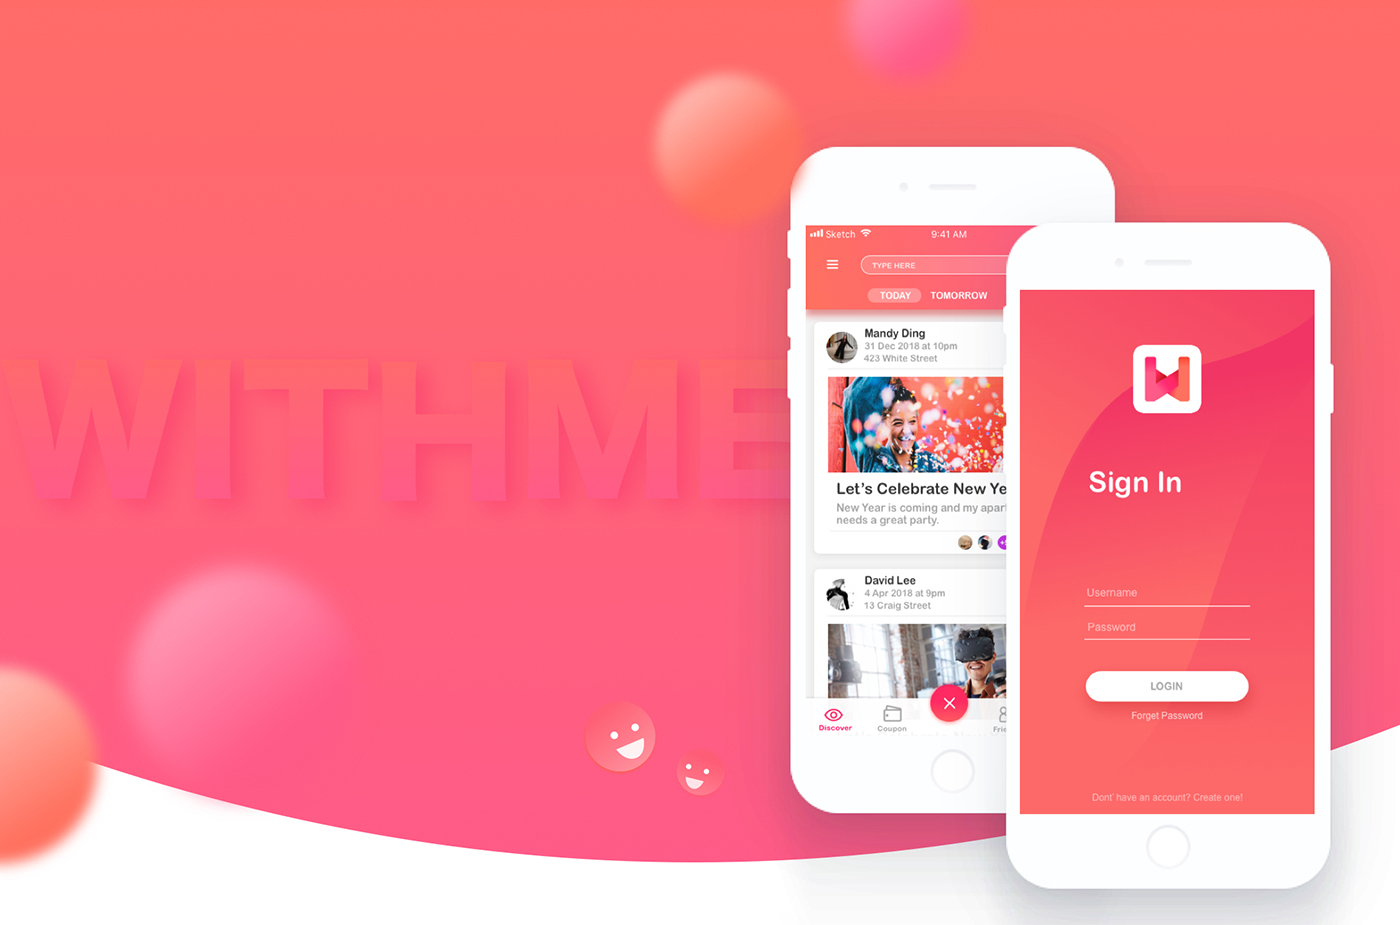 WITHME
Sketch 9:41 AM
TYPE HERE
TODAY TOMORROW
Mandy Ding
31 Dec 2018 at 10pm
423 White Street
Let's Celebrate New Ye
New Year is coming and my apar
needs a great party.
David Lee
4 Apr 2018 at 9pm
13 Craig Street
Discover
Coupon
Frie
Sign In
Username
Password
LOGIN
Forget Password
Dont' have an account? Create one!